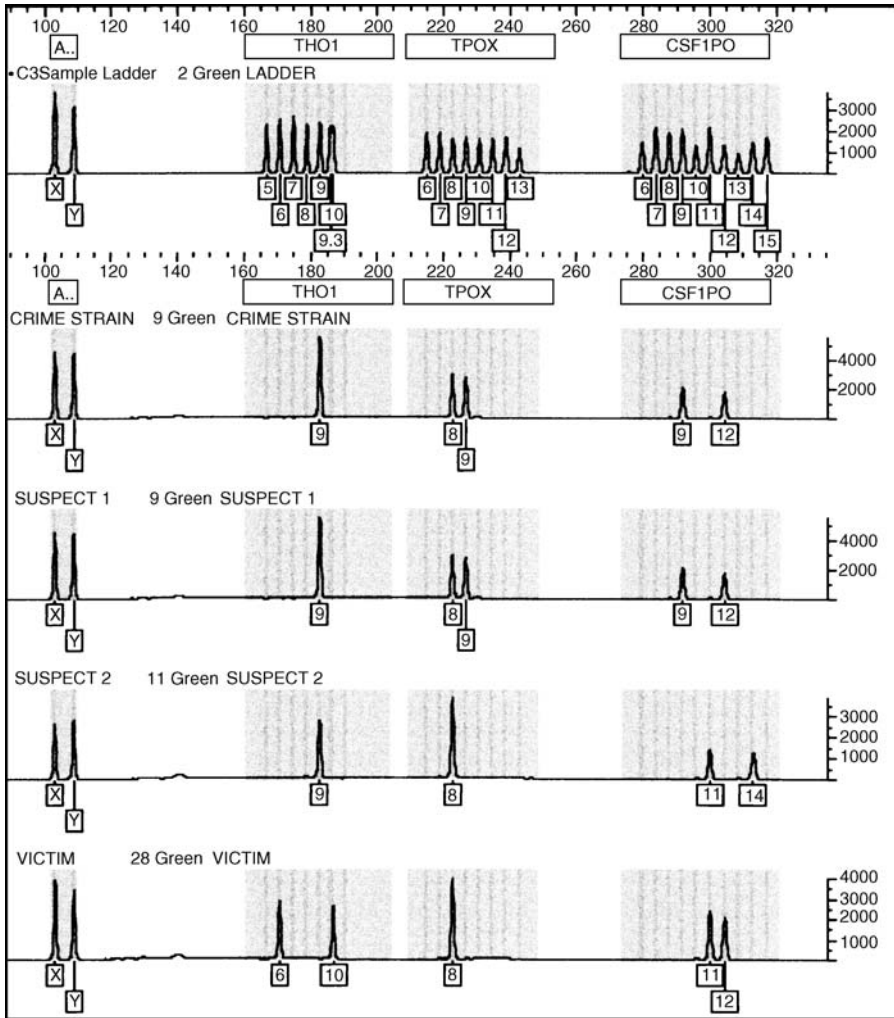 100 120 140 160 180 200 220 240 260 280 300 320
A.. THO1 TPOX CSF1PO
•C3Sample Ladder 2 Green LADDER
3000
2000
1000
X 5 7 9 6 8 10 13 6 8 10 13
Y 6 8 10 7 9 11 7 9 11 14
9.3 12 12 15
100 120 140 160 180 200 220 240 260 280 300 320
A.. THO1 TPOX CSF1PO
CRIME STRAIN 9 Green CRIME STRAIN
4000
2000
X 9 8 9 12
Y 9
SUSPECT 1 9 Green SUSPECT 1
4000
2000
X 9 8 9 12
Y 9
SUSPECT 2 11 Green SUSPECT 2
3000
2000
1000
X 9 8 11 14
Y
VICTIM 28 Green VICTIM
4000
3000
2000
1000
X 6 10 8 11
Y 12